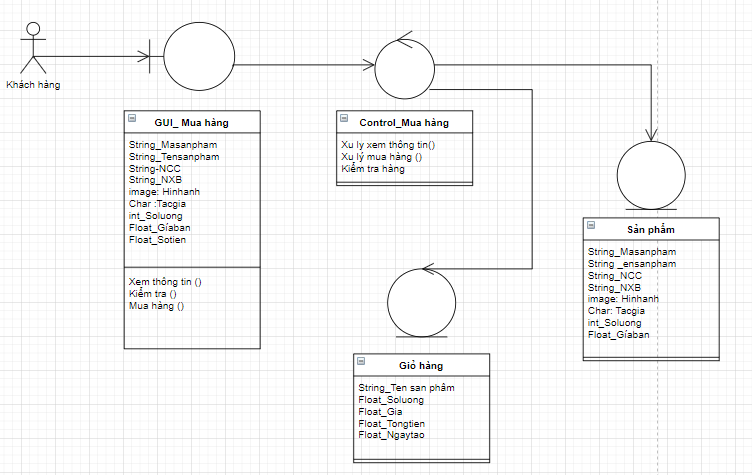 Khách hàng
GUI_ Mua hàng
String_Masanpham
String_Tensanpham
String-NCC
String_NXB
image: Hinhanh
Char :Tacgia
int_Soluong
Float_Gíaban
Float_Sotien
Xem thông tin ()
Kiểm tra ()
Mua hàng ()
Control_Mua hàng
Xu ly xem thông tin()
Xu lý mua hàng ()
Kiểm tra hàng
Sản phẩm
String_Masanpham
String _ensanpham
String_NCC
String_NXB
image: Hinhanh
Char: Tacgia
int_Soluong
Float_Gíaban
Giỏ hàng
String_Ten san phâm
Float_Soluong
Float_Gia
Float_Tongtien
Float_Ngaytao